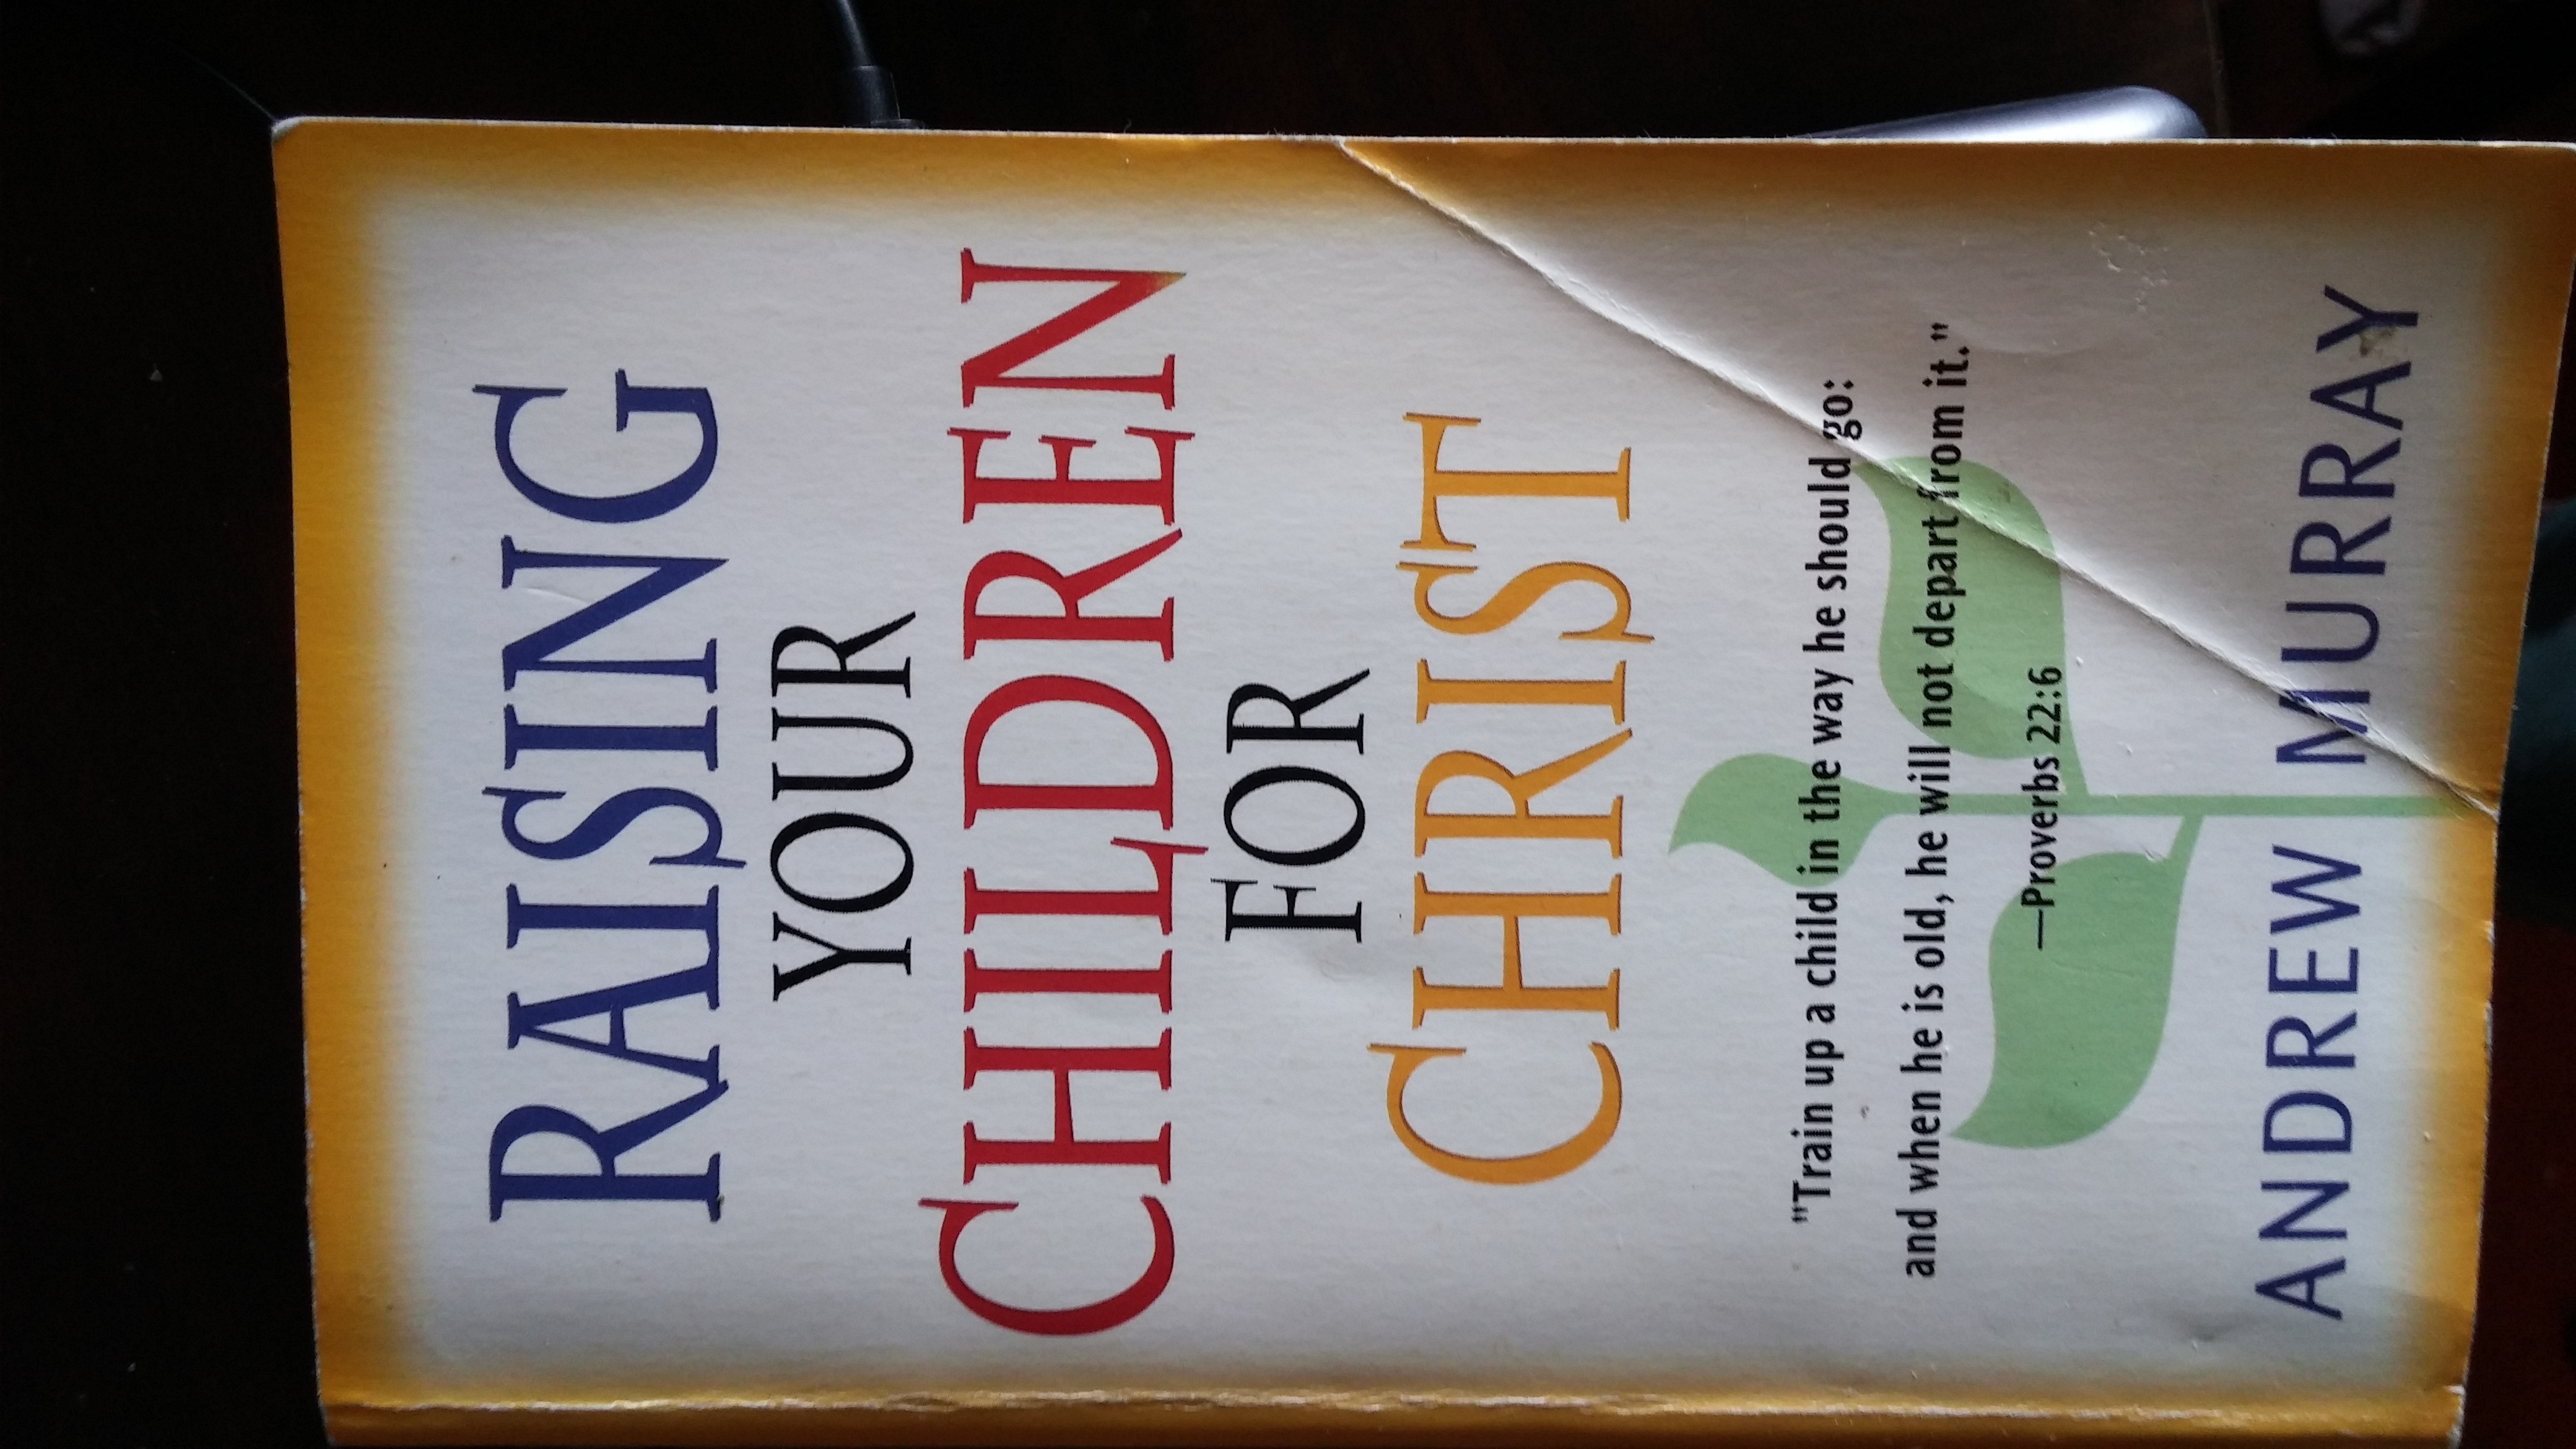 RAISING
YOUR
CHILDREN
FOR
CHRIST
"Train up a child in the way he should go:
and when he is old, he will not depart from it."
—Proverbs 22:6
ANDREW MURRAY